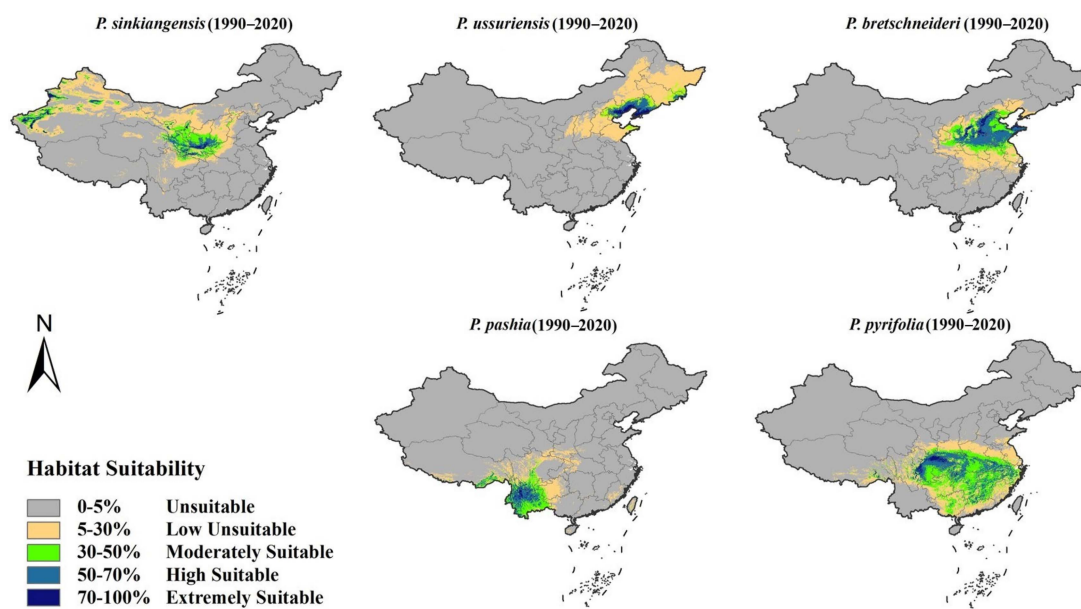 P. sinkiangensis (1990–2020)
P. ussuriensis (1990–2020)
P. bretschneideri (1990–2020)
P. pashia (1990–2020)
P. pyrifolia (1990–2020)
N
Habitat Suitability
0-5% Unsuitable
5-30% Low Unsuitable
30-50% Moderately Suitable
50-70% High Suitable
70-100% Extremely Suitable